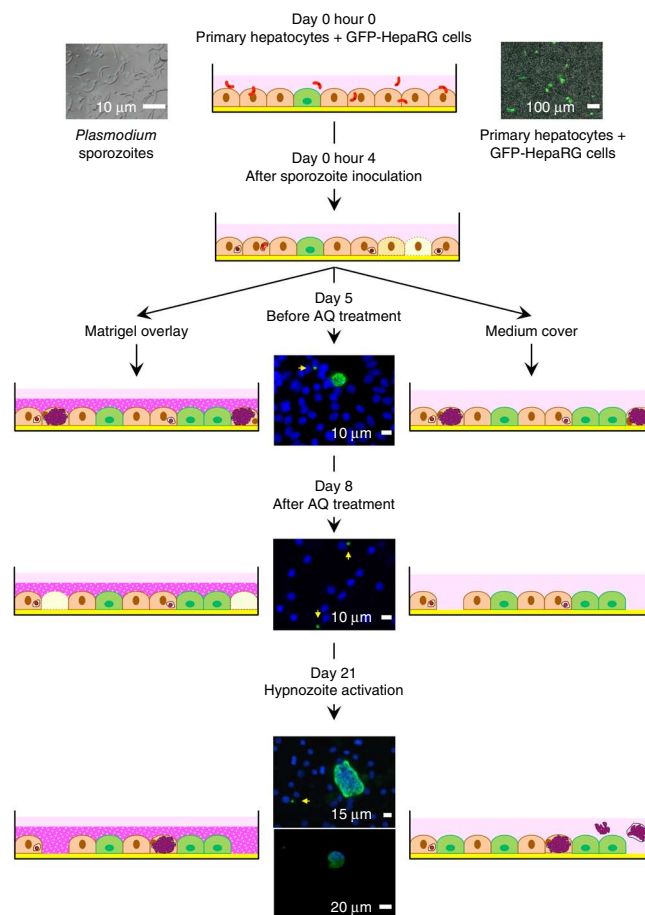 Day 0 hour 0
Primary hepatocytes + GFP-HepaRG cells
10 μm
100 μm
Plasmodium
sporozoites
Primary hepatocytes +
GFP-HepaRG cells
Day 0 hour 4
After sporozoite inoculation
Day 5
Before AQ treatment
Matrigel overlay
Medium cover
10 μm
Day 8
After AQ treatment
10 μm
Day 21
Hypnozoite activation
15 μm
20 μm